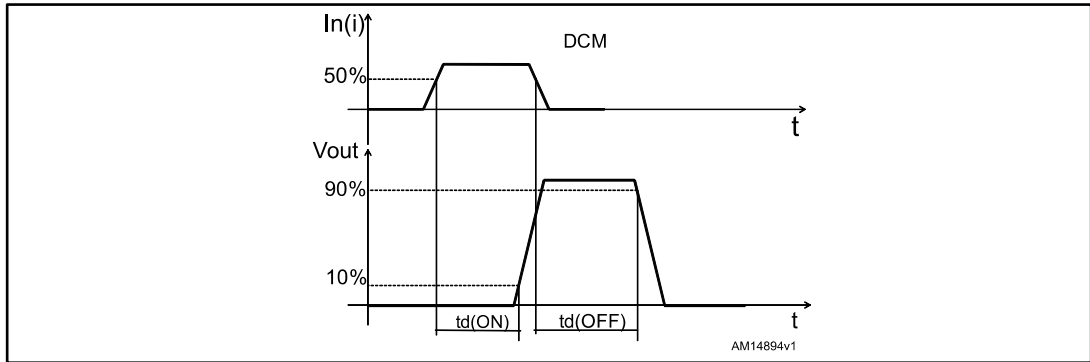 In(i)
DCM
50%
t
Vout
90%
10%
t
td(ON)
td(OFF)
AM14894v1